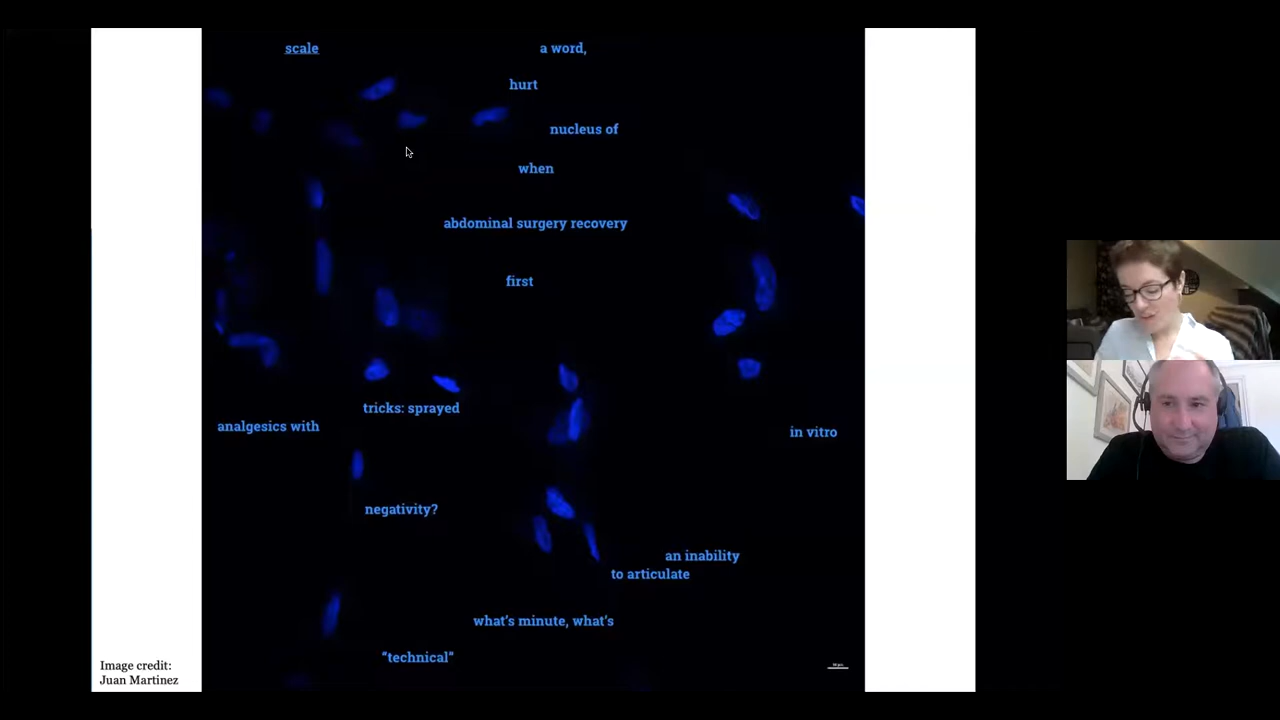 scale a word,
hurt
nucleus of
when
abdominal surgery recovery
first
tricks: sprayed
analgesics with
in vitro
negativity?
an inability
to articulate
what's minute, what's
“technical”
Image credit:
Juan Martinez